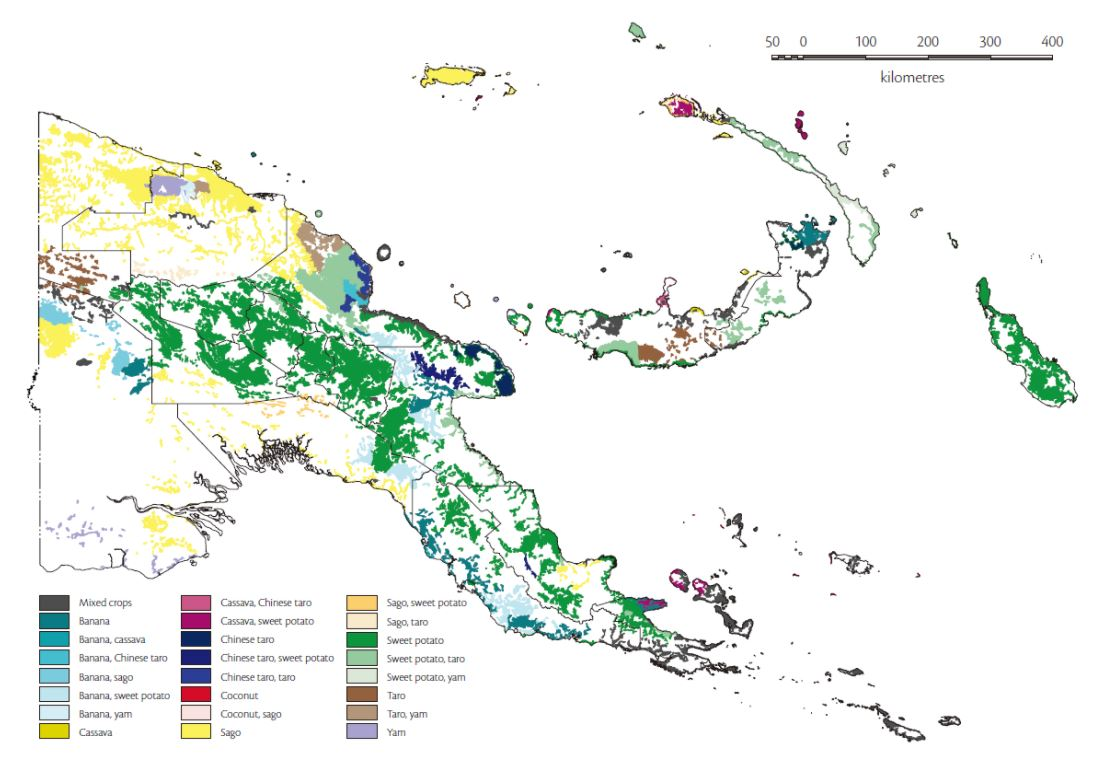 50 0 100 200 300 400
kilometres
Mixed crops
Banana
Banana, cassava
Banana, Chinese taro
Banana, sago
Banana, sweet potato
Banana, yam
Cassava
Cassava, Chinese taro
Cassava, sweet potato
Chinese taro
Chinese taro, sweet potato
Chinese taro, taro
Coconut
Coconut, sago
Sago
Sago, sweet potato
Sago, taro
Sweet potato
Sweet potato, taro
Sweet potato, yam
Taro
Taro, yam
Yam